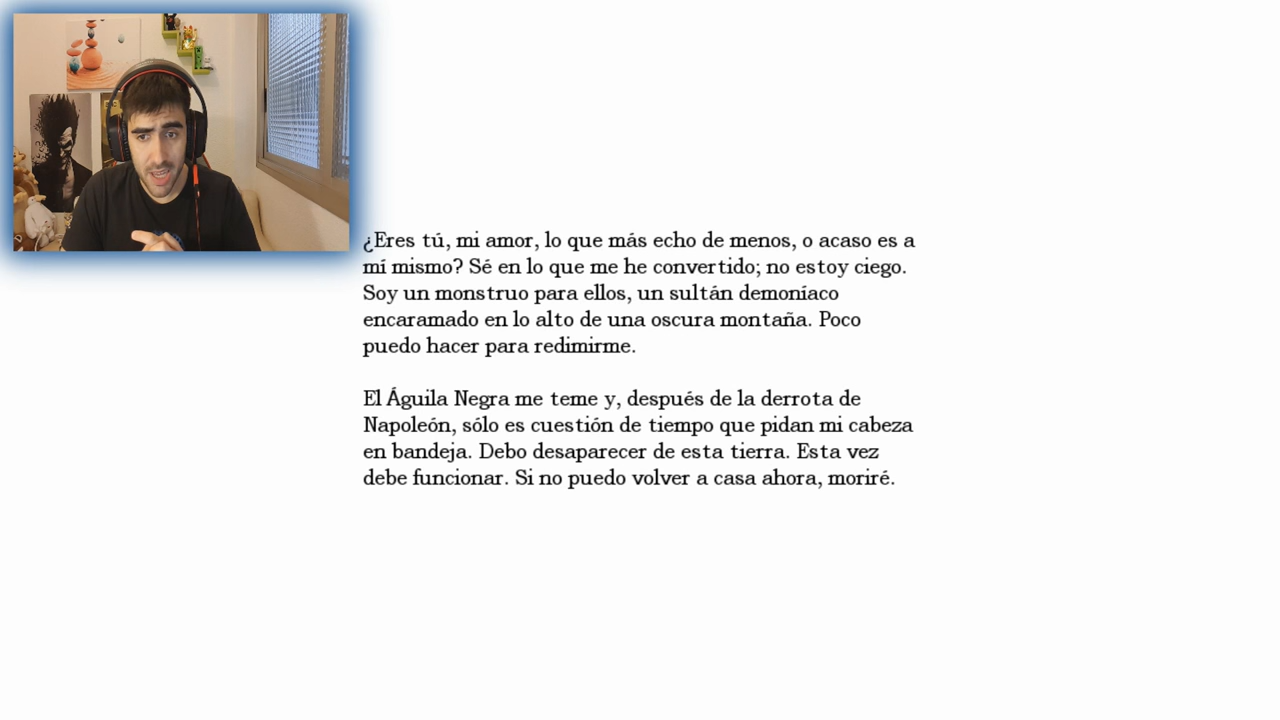 ¿Eres tú, mi amor, lo que más echo de menos, o acaso es a
mí mismo? Sé en lo que me he convertido; no estoy ciego.
Soy un monstruo para ellos, un sultán demoníaco
encaramado en lo alto de una oscura montaña. Poco
puedo hacer para redimirme.
El Águila Negra me teme y, después de la derrota de
Napoleón, sólo es cuestión de tiempo que pidan mi cabeza
en bandeja. Debo desaparecer de esta tierra. Esta vez
debe funcionar. Si no puedo volver a casa ahora, moriré.